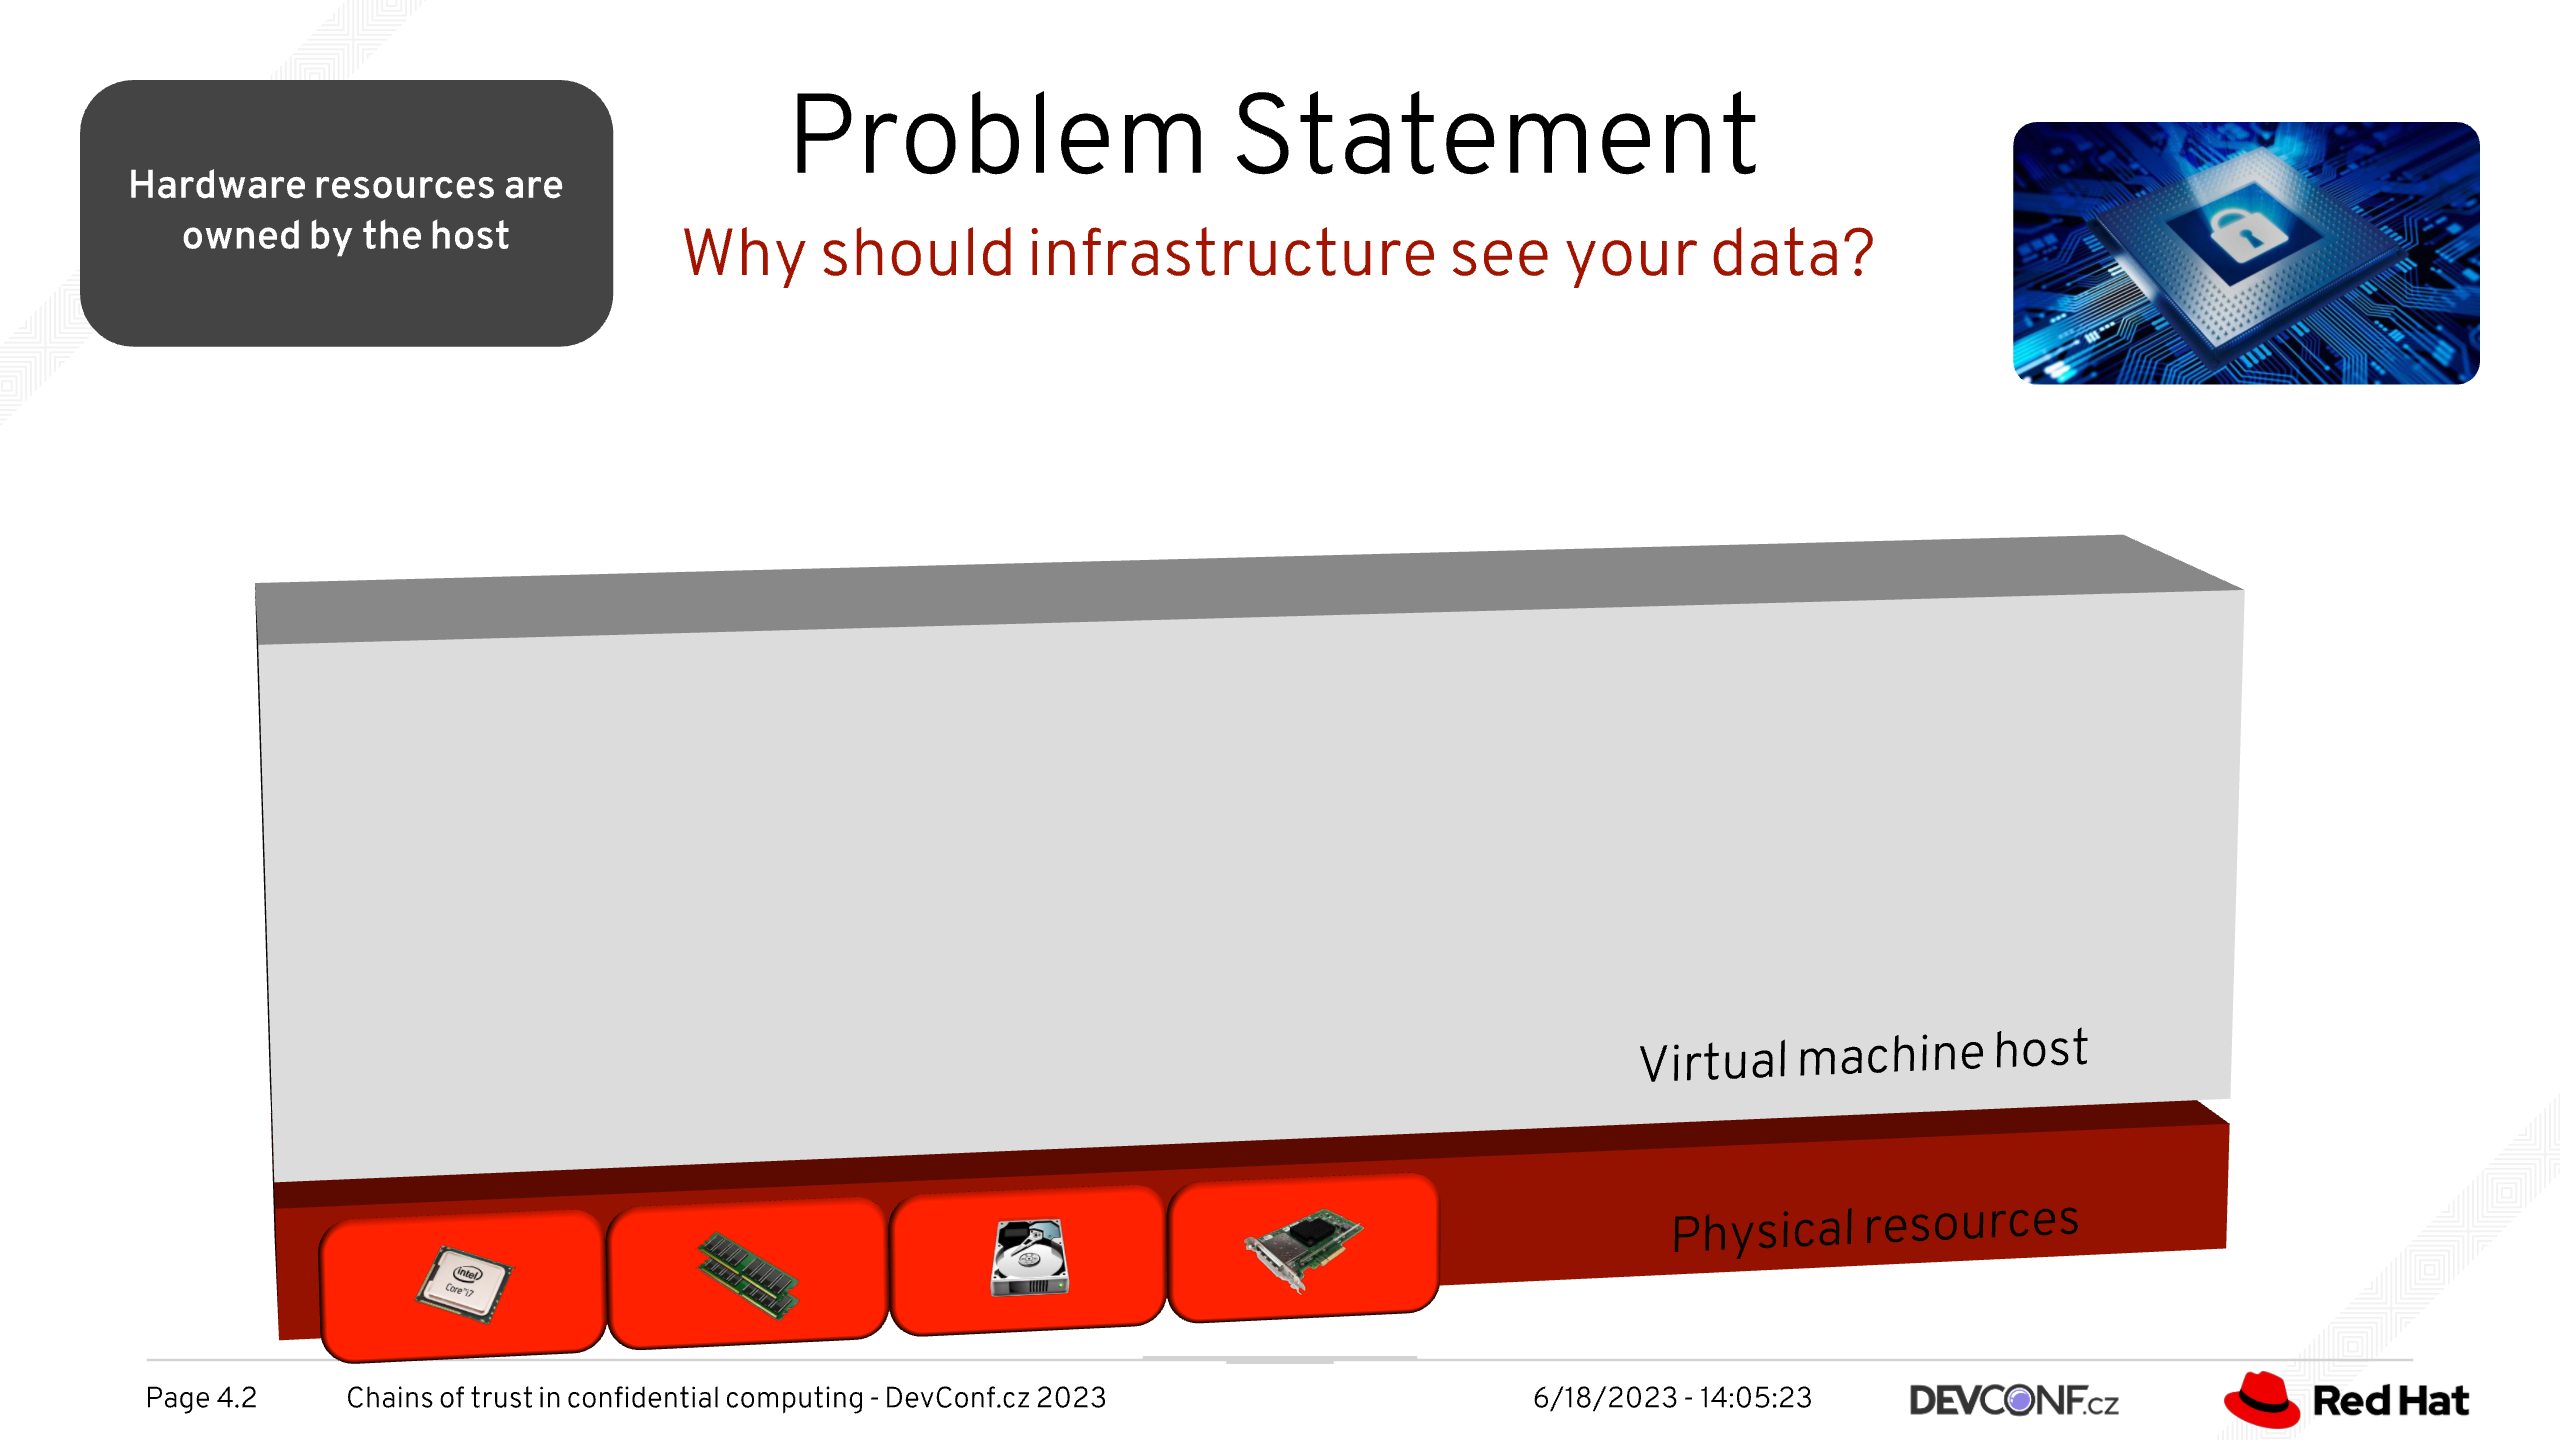 Hardware resources are
owned by the host
Problem Statement
Why should infrastructure see your data?
Virtual machine host
Physical resources
intel
Core™i7
Page 4.2
Chains of trust in confidential computing - DevConf.cz 2023
6/18/2023 - 14:05:23
DEVCONF.cz
Red Hat